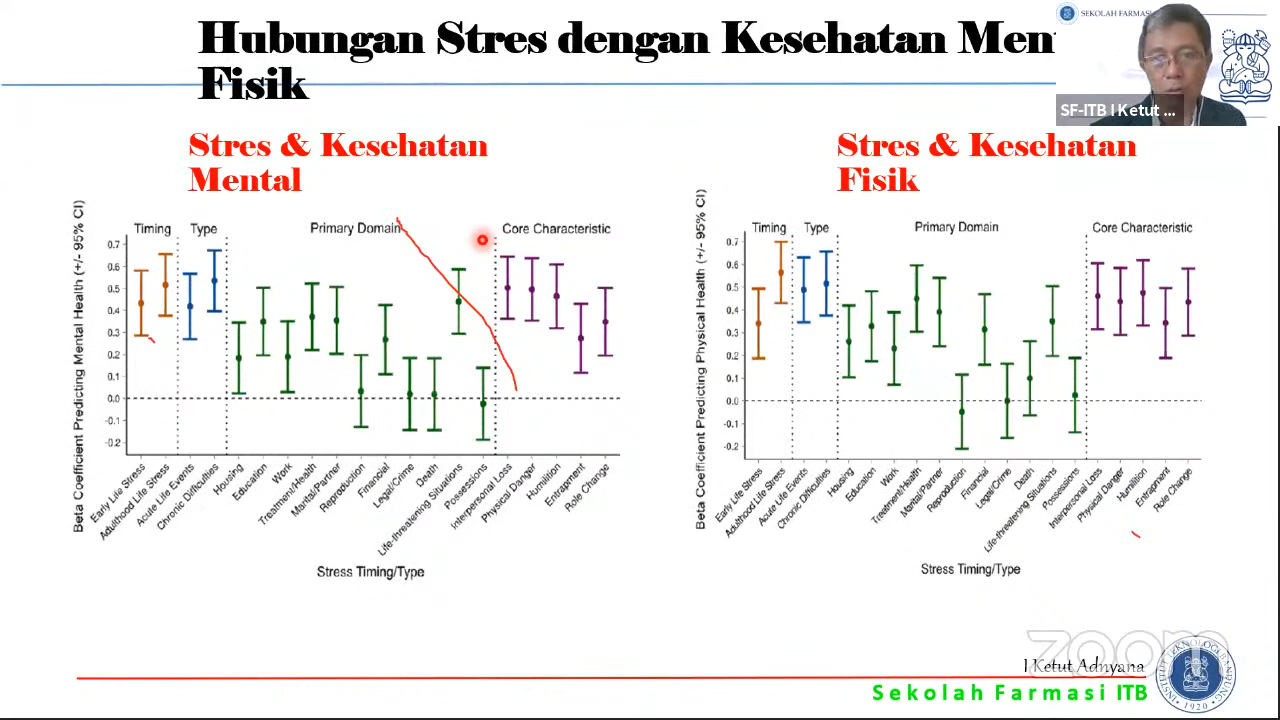 Hubungan Stres dengan Kesehatan Men
Fisik
SEKOLAH FARMASI
SF-ITB I Ketut ...
Stres & Kesehatan
Mental
Beta Coefficient Predicting Mental Health (+/- 95% CI)
Timing
Type
Primary Domain
Core Characteristic
0.7
0.6
0.5
0.4
0.3
0.2
0.1
0.0
-0.1
-0.2
Early Life Stress
Adulthood Life Stress
Acute Life Events
Chronic Difficulties
Housing
Education
Work
Treatment/Health
Marital/Partner
Reproduction
Financial
Legal/Crime
Death
Life-threatening Situations
Possessions
Interpersonal Loss
Physical Danger
Humiltion
Entrapment
Role Change
Stress Timing/Type
Stres & Kesehatan
Fisik
Beta Coefficient Predicting Physical Health (+/- 95% CI)
Timing
Type
Primary Domain
Core Characteristic
0.7
0.6
0.5
0.4
0.3
0.2
0.1
0.0
-0.1
-0.2
Early Life Stress
Adulthood Life Stress
Acute Life Events
Chronic Difficulties
Housing
Education
Work
Treatment/Health
Marital/Partner
Reproduction
Financial
Legal/Crime
Death
Life-threatening Situations
Possessions
Interpersonal Loss
Physical Danger
Humiltion
Entrapment
Role Change
Stress Timing/Type
zoom
I Ketut Adnyana
Sekolah Farmasi ITB
INSTITUT TEKNOLOGI BANDUNG
1920